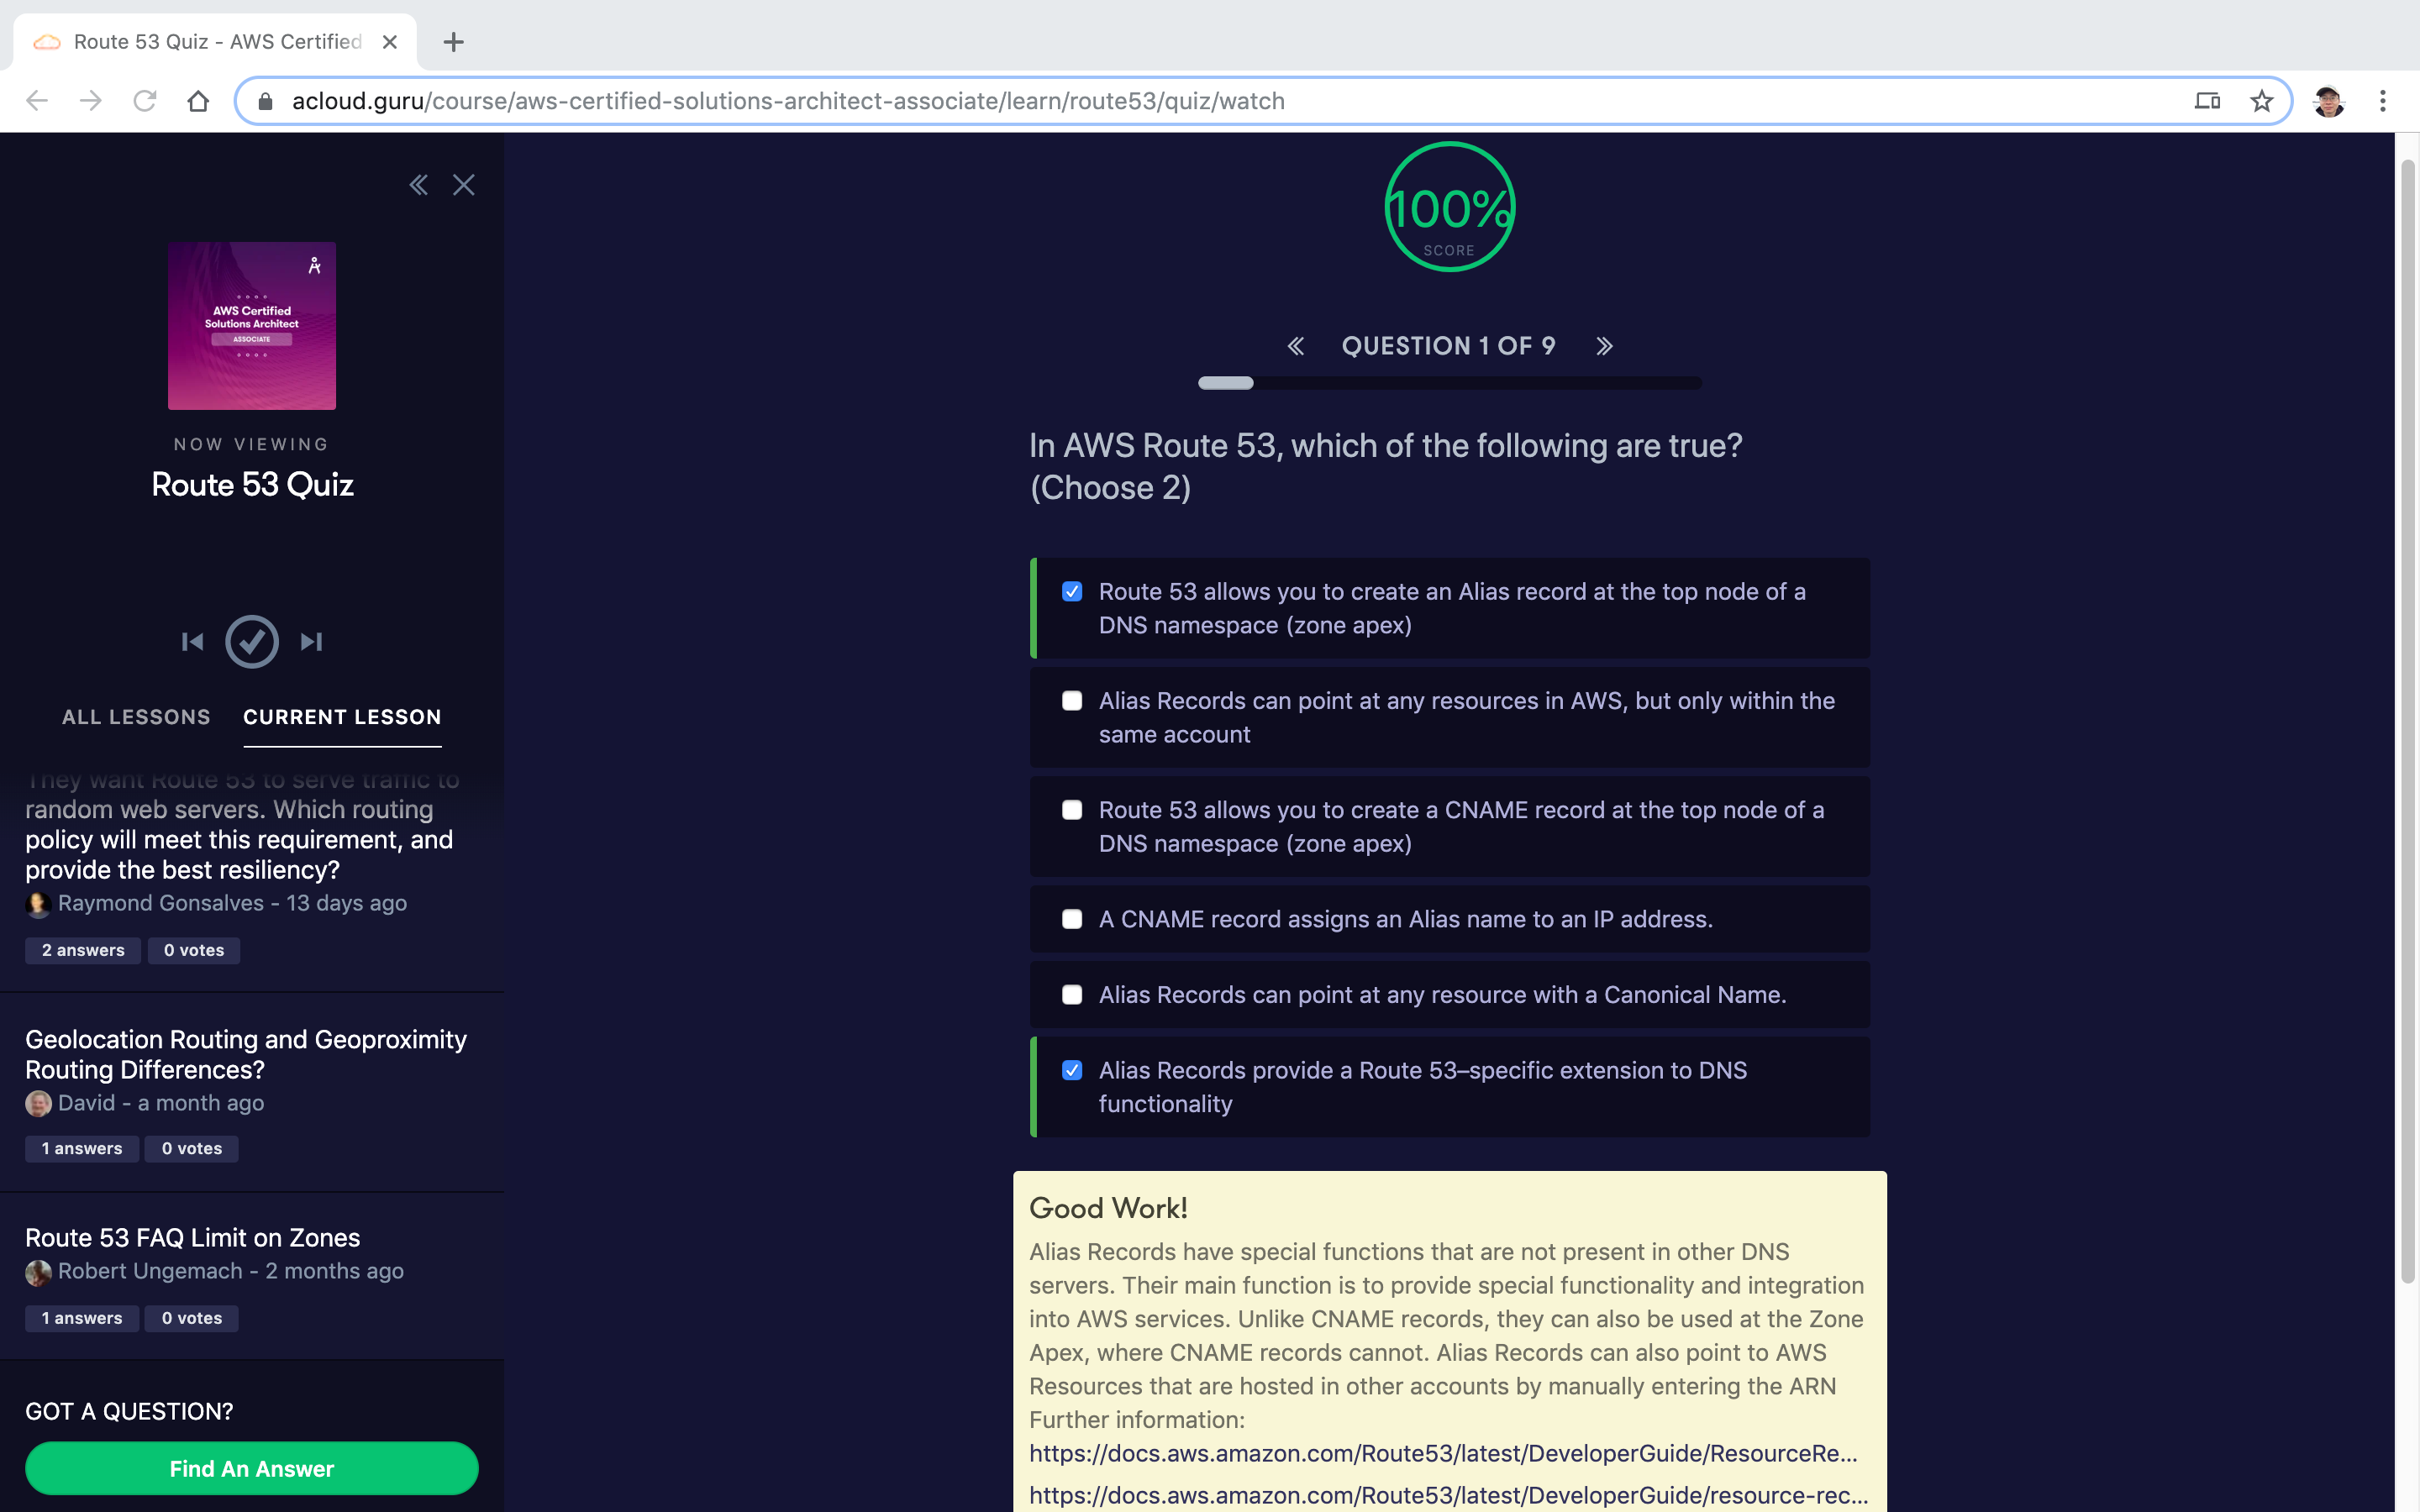 Route 53 Quiz - AWS Certified
acloud.guru/course/aws-certified-solutions-architect-associate/learn/route53/quiz/watch
AWS Certified
Solutions Architect
ASSOCIATE
NOW VIEWING
Route 53 Quiz
ALL LESSONS
CURRENT LESSON
They want Route 53 to serve traffic to
random web servers. Which routing
policy will meet this requirement, and
provide the best resiliency?
Raymond Gonsalves - 13 days ago
2 answers
0 votes
Geolocation Routing and Geoproximity
Routing Differences?
David - a month ago
1 answers
0 votes
Route 53 FAQ Limit on Zones
Robert Ungemach - 2 months ago
1 answers
0 votes
GOT A QUESTION?
Find An Answer
100%
SCORE
QUESTION 1 OF 9
In AWS Route 53, which of the following are true?
(Choose 2)
Route 53 allows you to create an Alias record at the top node of a
DNS namespace (zone apex)
Alias Records can point at any resources in AWS, but only within the
same account
Route 53 allows you to create a CNAME record at the top node of a
DNS namespace (zone apex)
A CNAME record assigns an Alias name to an IP address.
Alias Records can point at any resource with a Canonical Name.
Alias Records provide a Route 53–specific extension to DNS
functionality
Good Work!
Alias Records have special functions that are not present in other DNS
servers. Their main function is to provide special functionality and integration
into AWS services. Unlike CNAME records, they can also be used at the Zone
Apex, where CNAME records cannot. Alias Records can also point to AWS
Resources that are hosted in other accounts by manually entering the ARN
Further information:
https://docs.aws.amazon.com/Route53/latest/DeveloperGuide/ResourceRe...
https://docs.aws.amazon.com/Route53/latest/DeveloperGuide/resource-rec...